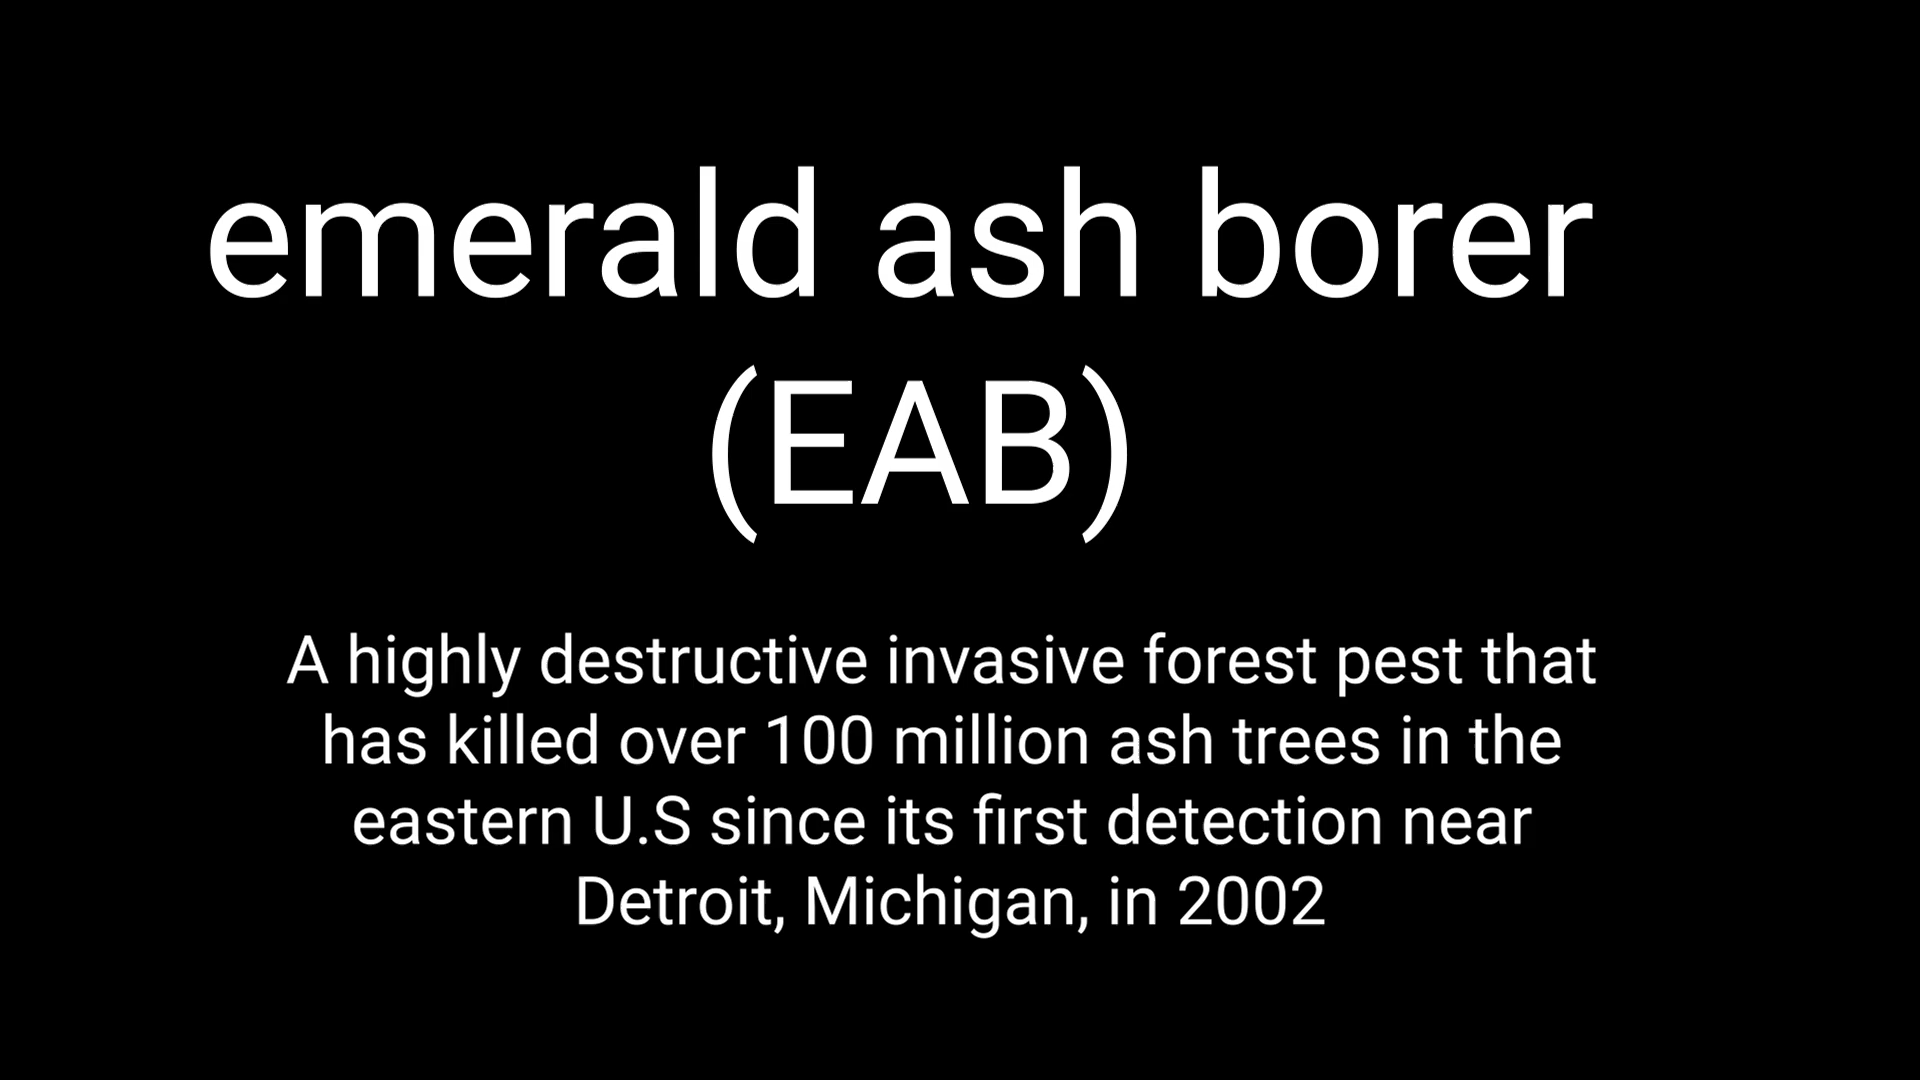 emerald ash borer
(EAB)
A highly destructive invasive forest pest that
has killed over 100 million ash trees in the
eastern U.S since its first detection near
Detroit, Michigan, in 2002